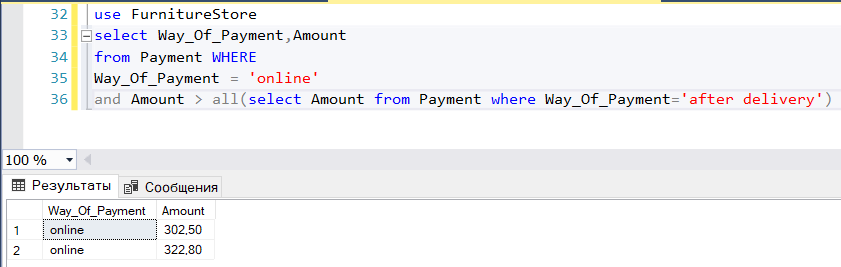 32 use FurnitureStore
33 select Way_Of_Payment,Amount
34 from Payment WHERE
35 Way_Of_Payment = 'online'
36 and Amount > all(select Amount from Payment where Way_Of_Payment='after delivery')
100 %
Результаты Сообщения
Way_Of_Payment Amount
1 online 302,50
2 online 322,80